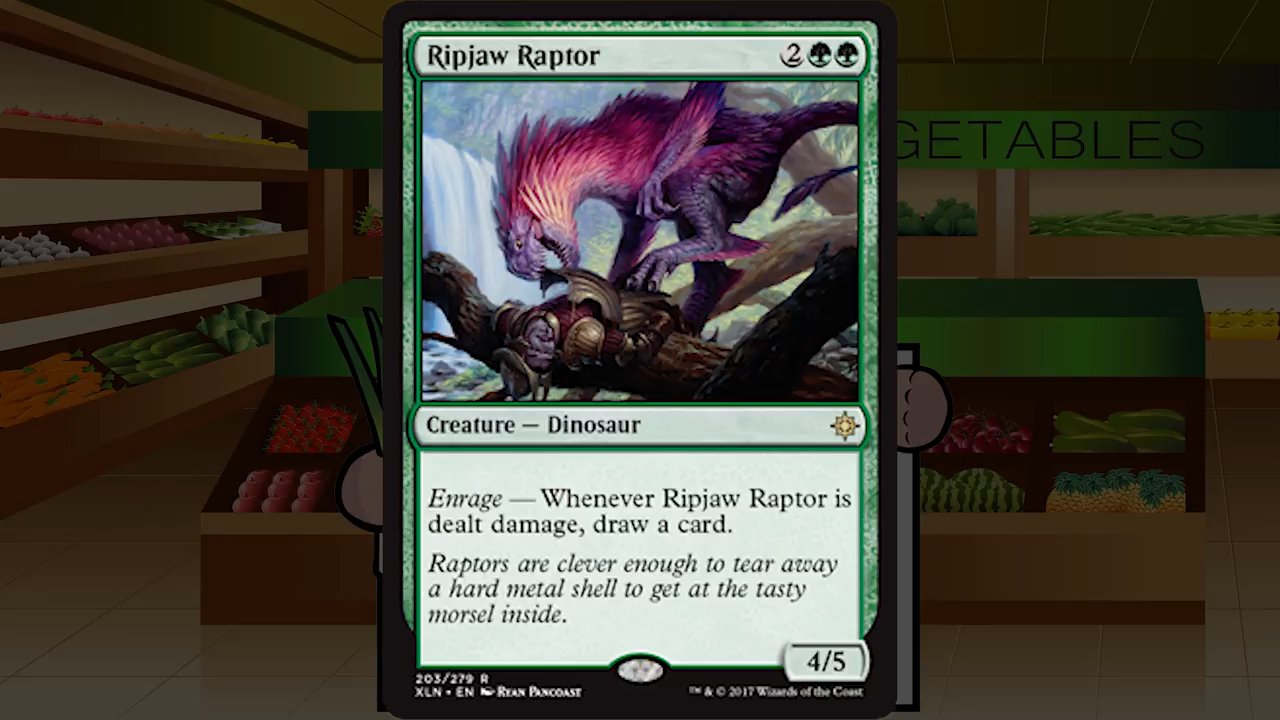 Ripjaw Raptor 2
GETABLES
Creature — Dinosaur
Enrage — Whenever Ripjaw Raptor is
dealt damage, draw a card.
Raptors are clever enough to tear away
a hard metal shell to get at the tasty
morsel inside.
4/5
203/279 R
XLN • EN Ryan Pancoast
™ & © 2017 Wizards of the Coast